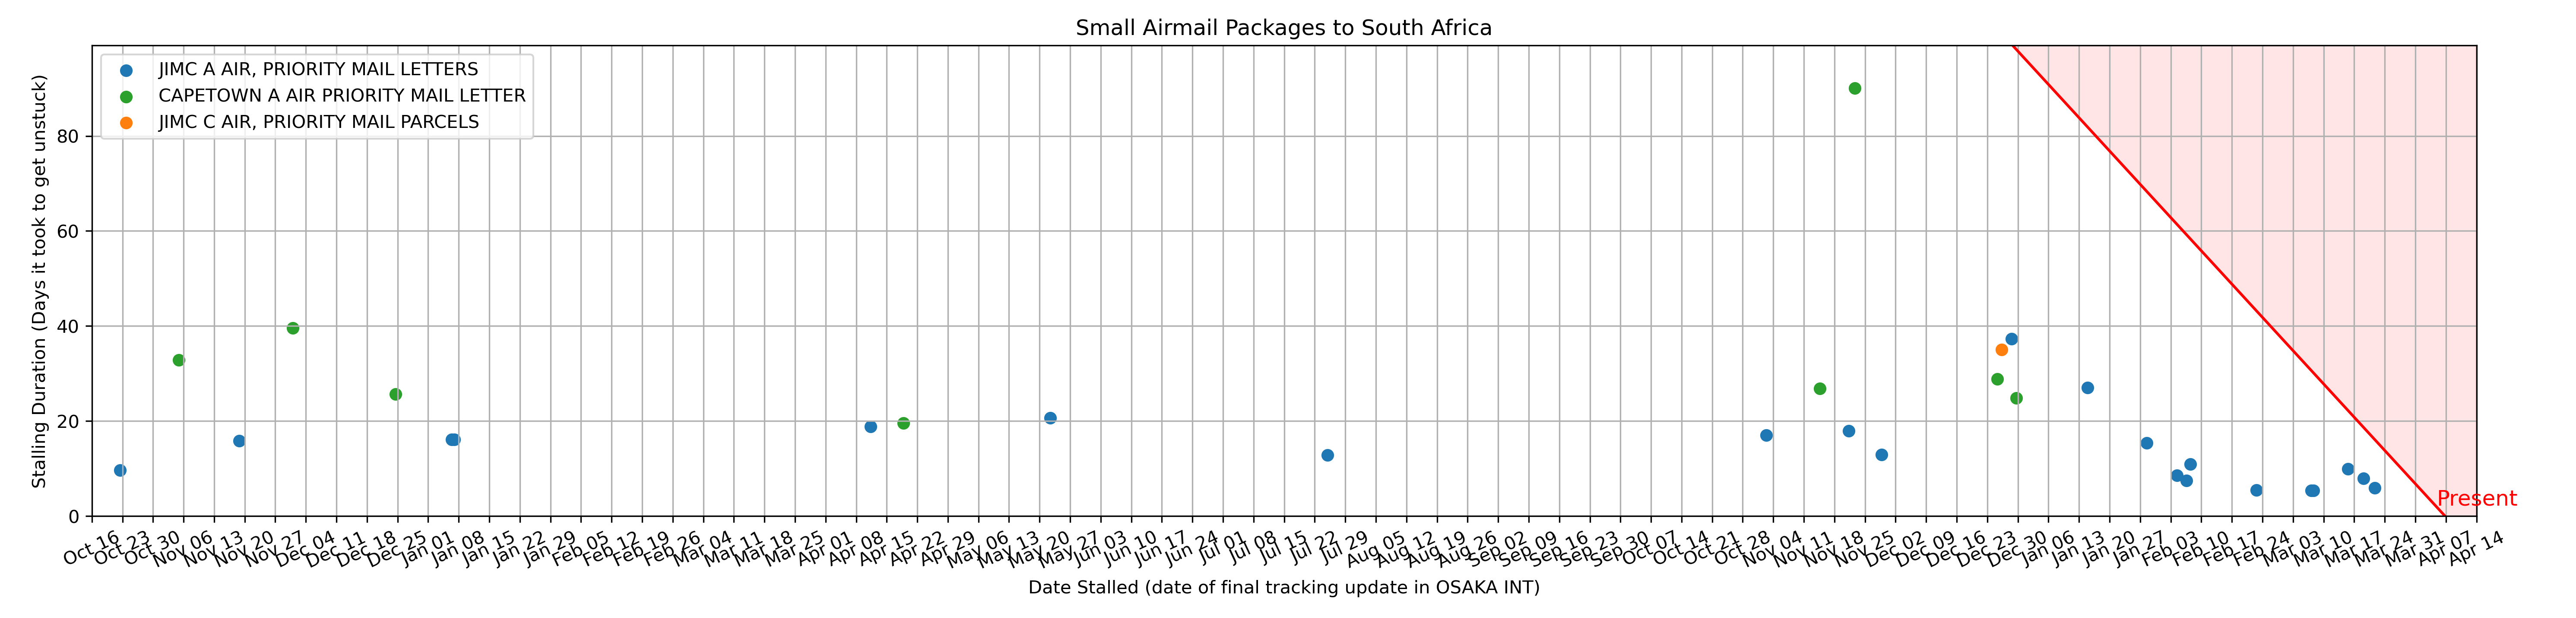 Small Airmail Packages to South Africa
JIMC A AIR, PRIORITY MAIL LETTERS
CAPETOWN A AIR PRIORITY MAIL LETTER
JIMC C AIR, PRIORITY MAIL PARCELS
Stalling Duration (Days it took to get unstuck)
80
60
40
20
0
Present
Oct 16 Oct 23 Oct 30 Nov 06 Nov 13 Nov 20 Nov 27 Dec 04 Dec 11 Dec 18 Dec 25 Jan 01 Jan 08 Jan 15 Jan 22 Jan 29 Feb 05 Feb 12 Feb 19 Feb 26 Mar 04 Mar 11 Mar 18 Mar 25 Apr 01 Apr 08 Apr 15 Apr 22 Apr 29 May 06 May 13 May 20 May 27 Jun 03 Jun 10 Jun 17 Jun 24 Jul 01 Jul 08 Jul 15 Jul 22 Jul 29 Aug 05 Aug 12 Aug 19 Aug 26 Sep 02 Sep 09 Sep 16 Sep 23 Sep 30 Oct 07 Oct 14 Oct 21 Oct 28 Nov 04 Nov 11 Nov 18 Nov 25 Dec 02 Dec 09 Dec 16 Dec 23 Dec 30 Jan 06 Jan 13 Jan 20 Jan 27 Feb 03 Feb 10 Feb 17 Feb 24 Mar 03 Mar 10 Mar 17 Mar 24 Mar 31 Apr 07 Apr 14
Date Stalled (date of final tracking update in OSAKA INT)